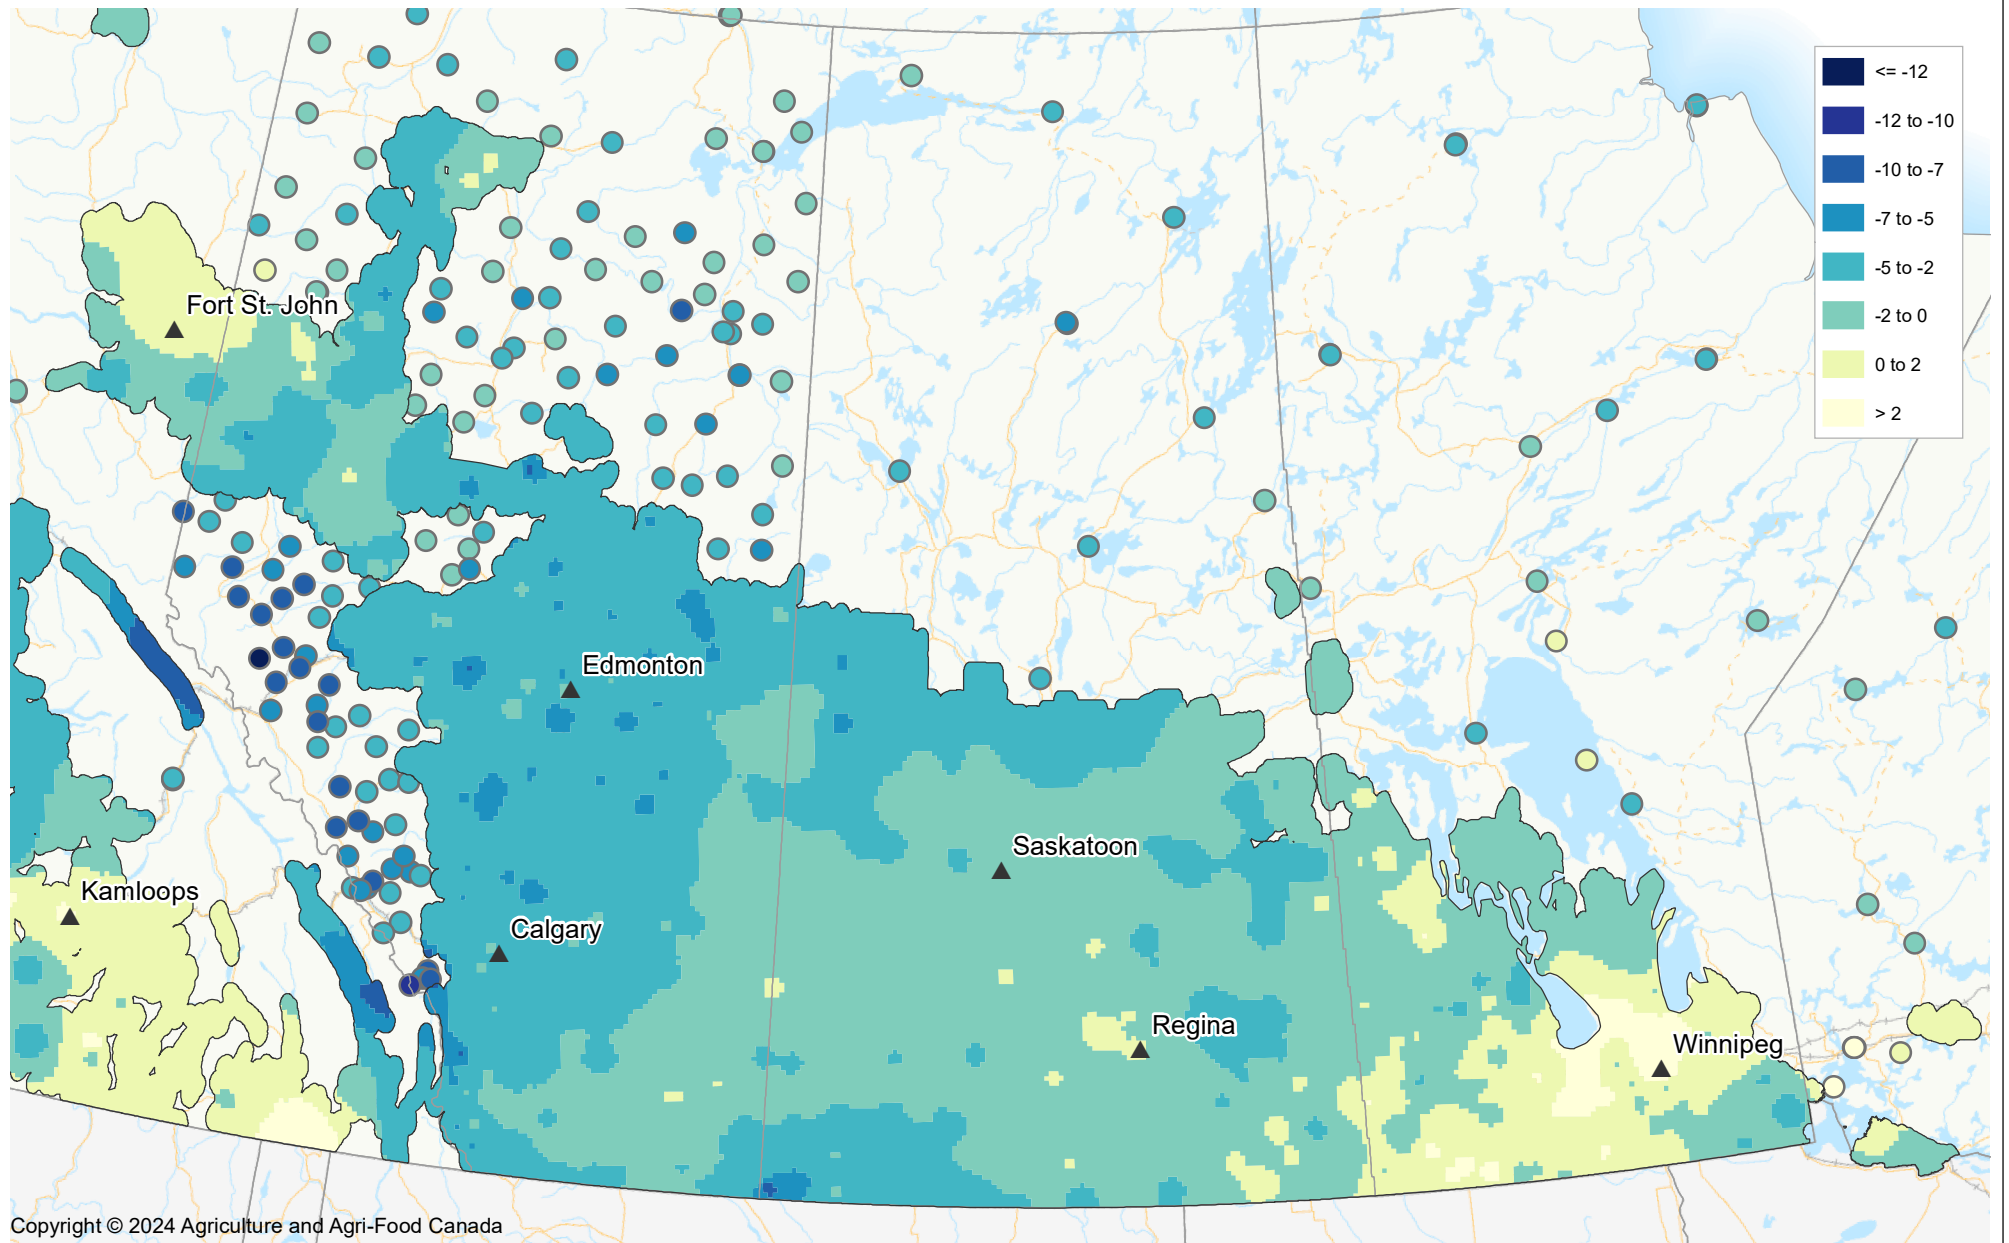 <= -12
-12 to -10
-10 to -7
-7 to -5
-5 to -2
-2 to 0
0 to 2
> 2
Fort St. John
Edmonton
Saskatoon
Kamloops
Calgary
Regina
Winnipeg
Copyright © 2024 Agriculture and Agri-Food Canada